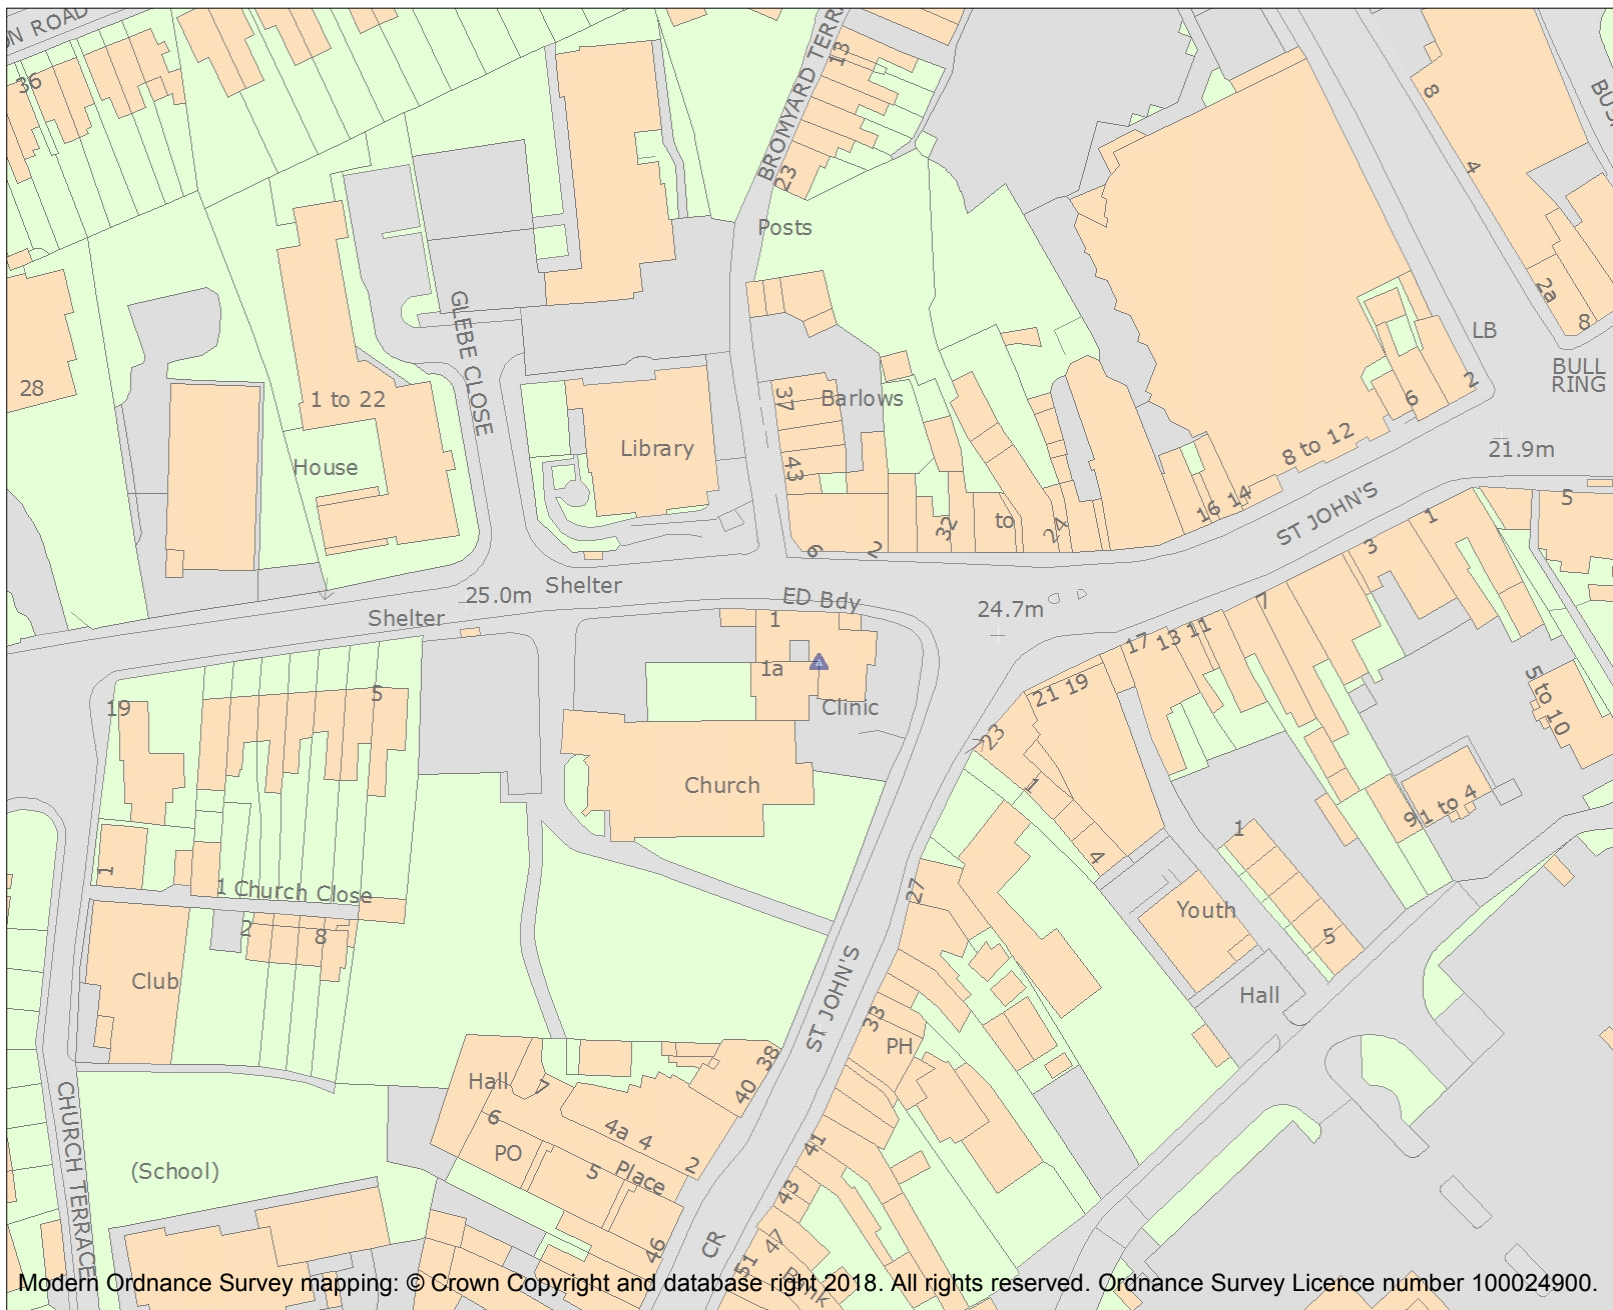 ON ROAD
36
BROMYARD TERR
13
23
Posts
8
4
2a
8
LB
BULL
RING
28
GLEBE CLOSE
1 to 22
House
Library
37
43
Barlows
2
6
8 to 12
21.9m
16 14
ST JOHN'S
5
1
3
6
2
32
to
24
Shelter
25.0m
Shelter
ED Bdy
24.7m
1
1a
Clinic
7
17 13 11
21 19
23
5 to 10
19
5
Church
1
4
91 to 4
1
1
1 Church Close
2
8
27
Youth
5
Club
Hall
ST JOHN'S
33
PH
38
40
Hall
7
6
4a 4
PO
5
Place
2
41
43
46
CR
47
51
Bank
(School)
CHURCH TERRACE
Modern Ordnance Survey mapping: © Crown Copyright and database right 2018. All rights reserved. Ordnance Survey Licence number 100024900.